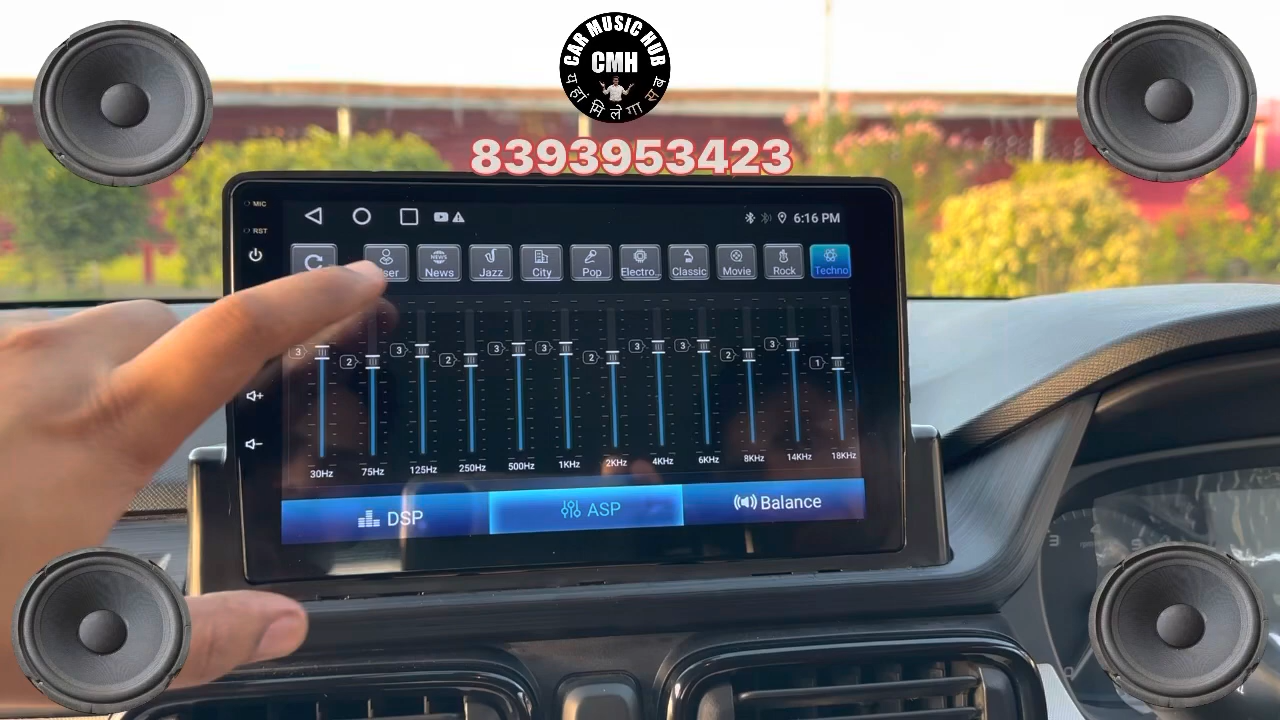 CAR MUSIC HUB
CMH
यहां मिलेगा सब
8393953423
MIC
RST
6:16 PM
News
Jazz
City
Pop
Electro..
Classic
Movie
Rock
Techno
3 2 3 2 3 3 2 3 3 2 3 1
30Hz 75Hz 125Hz 250Hz 500Hz 1KHz 2KHz 4KHz 6KHz 8KHz 14KHz 18KHz
DSP
ASP
Balance